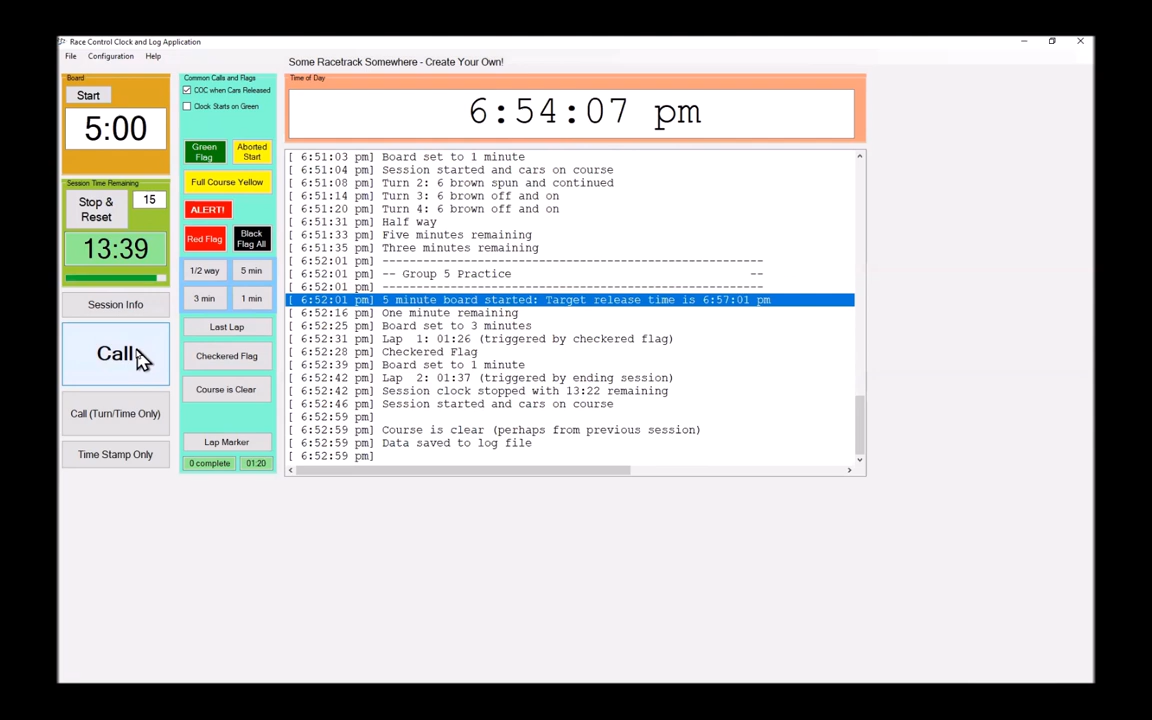 Race Control Clock and Log Application
File Configuration Help
Some Racetrack Somewhere - Create Your Own!
Board
Start
5:00
Session Time Remaining
Stop & Reset
15
13:39
Session Info
Call
Call (Turn/Time Only)
Time Stamp Only
Common Calls and Flags
COC when Cars Released
Clock Starts on Green
Green Flag
Aborted Start
Full Course Yellow
ALERT!
Red Flag
Black Flag All
1/2 way
5 min
3 min
1 min
Last Lap
Checkered Flag
Course is Clear
Lap Marker
0 complete
01:20
Time of Day
6:54:07 pm
[ 6:51:03 pm] Board set to 1 minute
[ 6:51:04 pm] Session started and cars on course
[ 6:51:08 pm] Turn 2: 6 brown spun and continued
[ 6:51:14 pm] Turn 3: 6 brown off and on
[ 6:51:20 pm] Turn 4: 6 brown off and on
[ 6:51:31 pm] Half way
[ 6:51:33 pm] Five minutes remaining
[ 6:51:35 pm] Three minutes remaining
[ 6:52:01 pm] ---------------------------------------------------------
[ 6:52:01 pm] -- Group 5 Practice --
[ 6:52:01 pm] ---------------------------------------------------------
[ 6:52:01 pm] 5 minute board started: Target release time is 6:57:01 pm
[ 6:52:16 pm] One minute remaining
[ 6:52:25 pm] Board set to 3 minutes
[ 6:52:31 pm] Lap 1: 01:26 (triggered by checkered flag)
[ 6:52:28 pm] Checkered Flag
[ 6:52:39 pm] Board set to 1 minute
[ 6:52:42 pm] Lap 2: 01:37 (triggered by ending session)
[ 6:52:42 pm] Session clock stopped with 13:22 remaining
[ 6:52:46 pm] Session started and cars on course
[ 6:52:59 pm]
[ 6:52:59 pm] Course is clear (perhaps from previous session)
[ 6:52:59 pm] Data saved to log file
[ 6:52:59 pm]